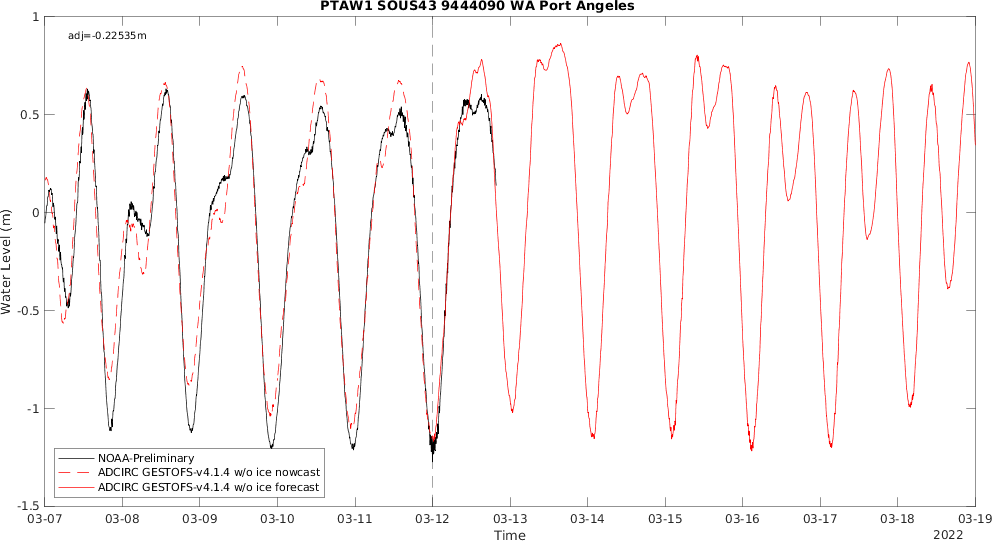 PTAW1 SOUS43 9444090 WA Port Angeles
adj=-0.22535m
1
0.5
0
-0.5
-1
-1.5
Water Level (m)
NOAA-Preliminary
ADCIRC GESTOFS-v4.1.4 w/o ice nowcast
ADCIRC GESTOFS-v4.1.4 w/o ice forecast
03-07 03-08 03-09 03-10 03-11 03-12 03-13 03-14 03-15 03-16 03-17 03-18 03-19
Time
2022